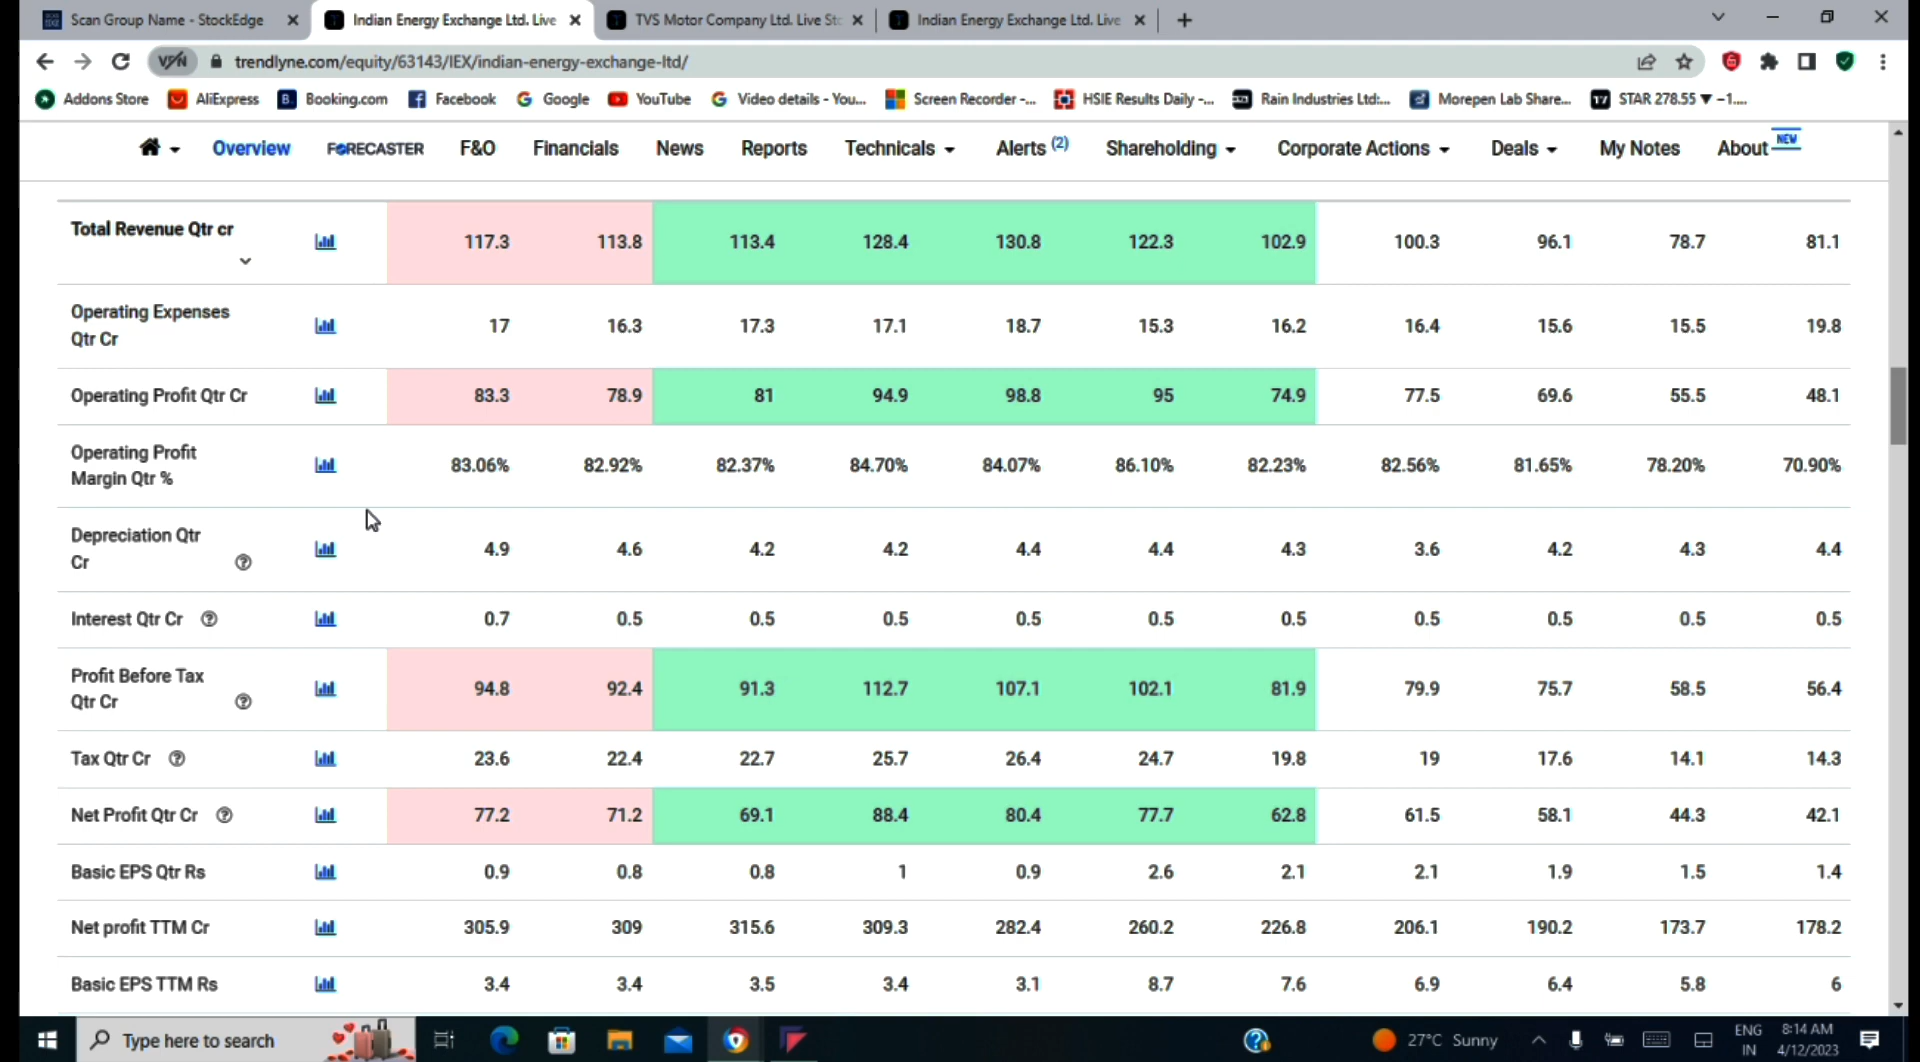 Scan Group Name - StockEdge
Indian Energy Exchange Ltd. Live
TVS Motor Company Ltd. Live Sto
Indian Energy Exchange Ltd. Live
VPN
trendlyne.com/equity/63143/IEX/indian-energy-exchange-ltd/
Addons Store AliExpress Booking.com Facebook Google YouTube Video details - You... Screen Recorder -... HSIE Results Daily -... Rain Industries Ltd:... Morepen Lab Share... STAR 278.55 ▼ −1....
Overview FORECASTER F&O Financials News Reports Technicals Alerts (2) Shareholding Corporate Actions Deals My Notes About NEW
Total Revenue Qtr cr 117.3 113.8 113.4 128.4 130.8 122.3 102.9 100.3 96.1 78.7 81.1
Operating Expenses
Qtr Cr 17 16.3 17.3 17.1 18.7 15.3 16.2 16.4 15.6 15.5 19.8
Operating Profit Qtr Cr 83.3 78.9 81 94.9 98.8 95 74.9 77.5 69.6 55.5 48.1
Operating Profit
Margin Qtr % 83.06% 82.92% 82.37% 84.70% 84.07% 86.10% 82.23% 82.56% 81.65% 78.20% 70.90%
Depreciation Qtr
Cr 4.9 4.6 4.2 4.2 4.4 4.4 4.3 3.6 4.2 4.3 4.4
Interest Qtr Cr 0.7 0.5 0.5 0.5 0.5 0.5 0.5 0.5 0.5 0.5 0.5
Profit Before Tax
Qtr Cr 94.8 92.4 91.3 112.7 107.1 102.1 81.9 79.9 75.7 58.5 56.4
Tax Qtr Cr 23.6 22.4 22.7 25.7 26.4 24.7 19.8 19 17.6 14.1 14.3
Net Profit Qtr Cr 77.2 71.2 69.1 88.4 80.4 77.7 62.8 61.5 58.1 44.3 42.1
Basic EPS Qtr Rs 0.9 0.8 0.8 1 0.9 2.6 2.1 2.1 1.9 1.5 1.4
Net profit TTM Cr 305.9 309 315.6 309.3 282.4 260.2 226.8 206.1 190.2 173.7 178.2
Basic EPS TTM Rs 3.4 3.4 3.5 3.4 3.1 8.7 7.6 6.9 6.4 5.8 6
Type here to search
27°C Sunny
ENG
IN
8:14 AM
4/12/2023